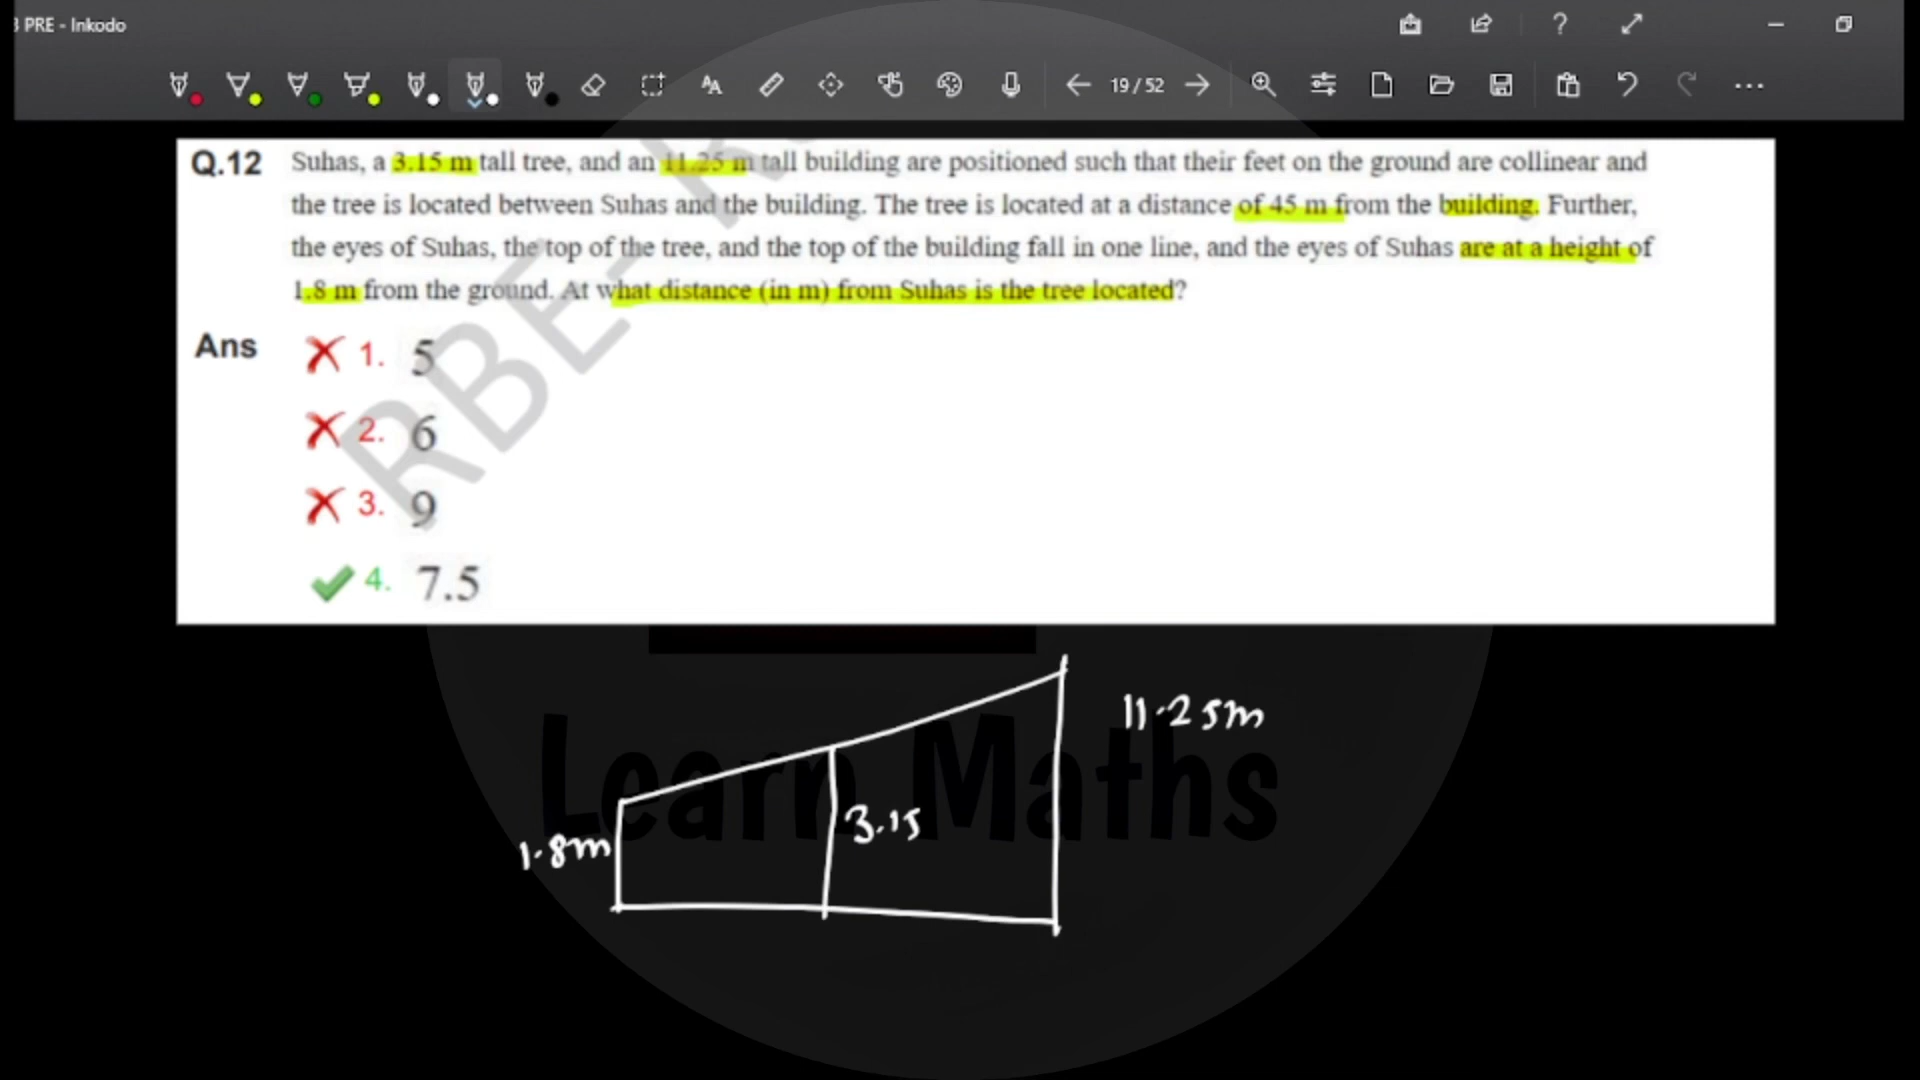 3 PRE - Inkodo
19 / 52
Q.12 Suhas, a 3.15 m tall tree, and an 11.25 m tall building are positioned such that their feet on the ground are collinear and
the tree is located between Suhas and the building. The tree is located at a distance of 45 m from the building. Further,
the eyes of Suhas, the top of the tree, and the top of the building fall in one line, and the eyes of Suhas are at a height of
1.8 m from the ground. At what distance (in m) from Suhas is the tree located?
Ans
1. 5
2. 6
3. 9
4. 7.5
RBE-
11.25m
Learn Maths
3.15
1.8m